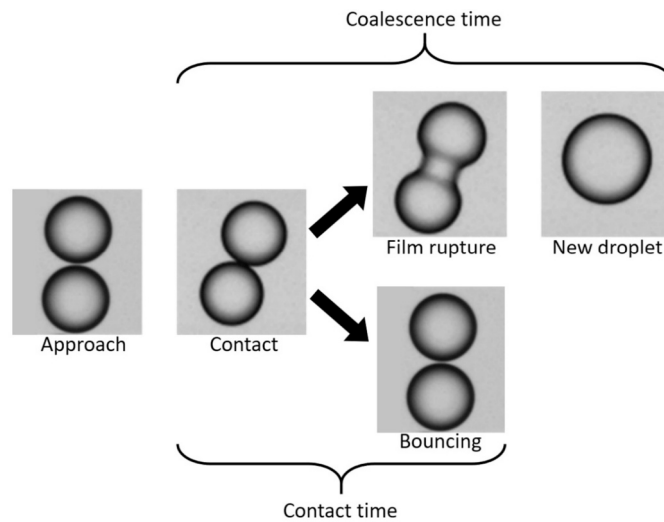 Coalescence time
Film rupture
New droplet
Approach
Contact
Bouncing
Contact time